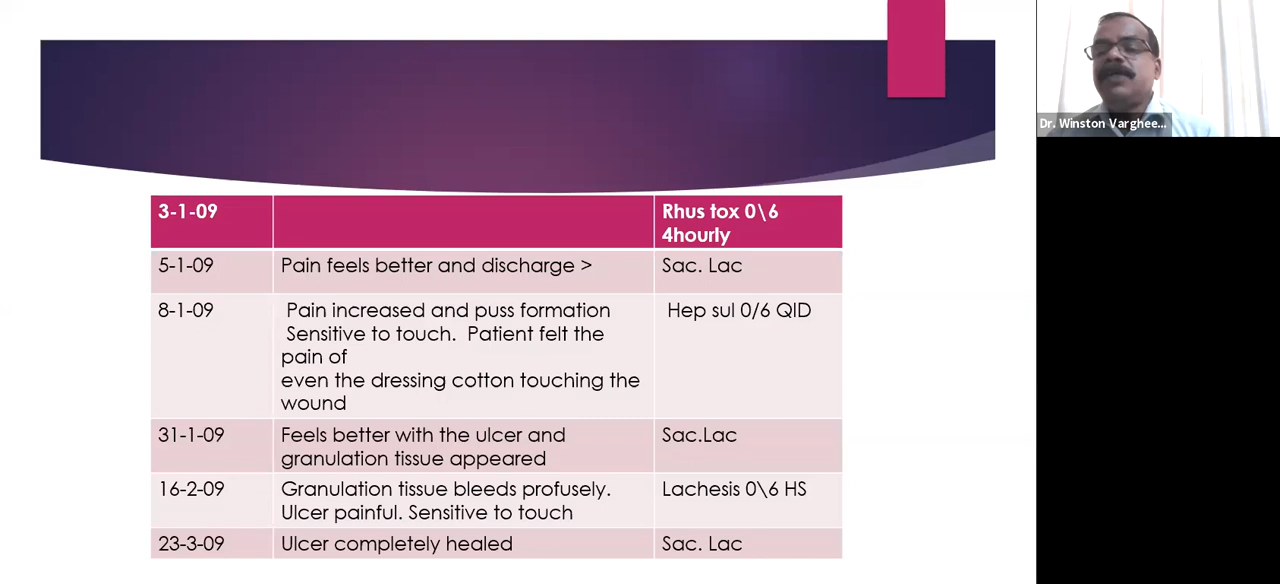 Dr. Winston Varghee...
3-1-09 Rhus tox 0\6
4hourly
5-1-09 Pain feels better and discharge > Sac. Lac
8-1-09 Pain increased and puss formation Hep sul 0/6 QID
Sensitive to touch. Patient felt the
pain of
even the dressing cotton touching the
wound
31-1-09 Feels better with the ulcer and Sac.Lac
granulation tissue appeared
16-2-09 Granulation tissue bleeds profusely. Lachesis 0\6 HS
Ulcer painful. Sensitive to touch
23-3-09 Ulcer completely healed Sac. Lac